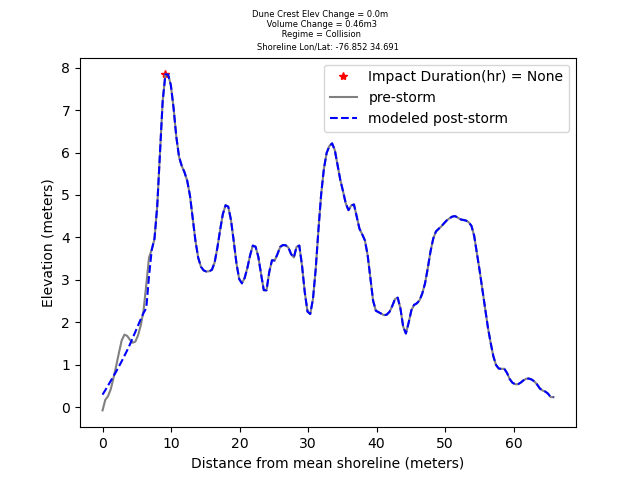 Dune Crest Elev Change = 0.0m
Volume Change = 0.46m3
Regime = Collision
Shoreline Lon/Lat: -76.852 34.691
Impact Duration(hr) = None
pre-storm
modeled post-storm
Elevation (meters)
8
7
6
5
4
3
2
1
0
0 10 20 30 40 50 60
Distance from mean shoreline (meters)